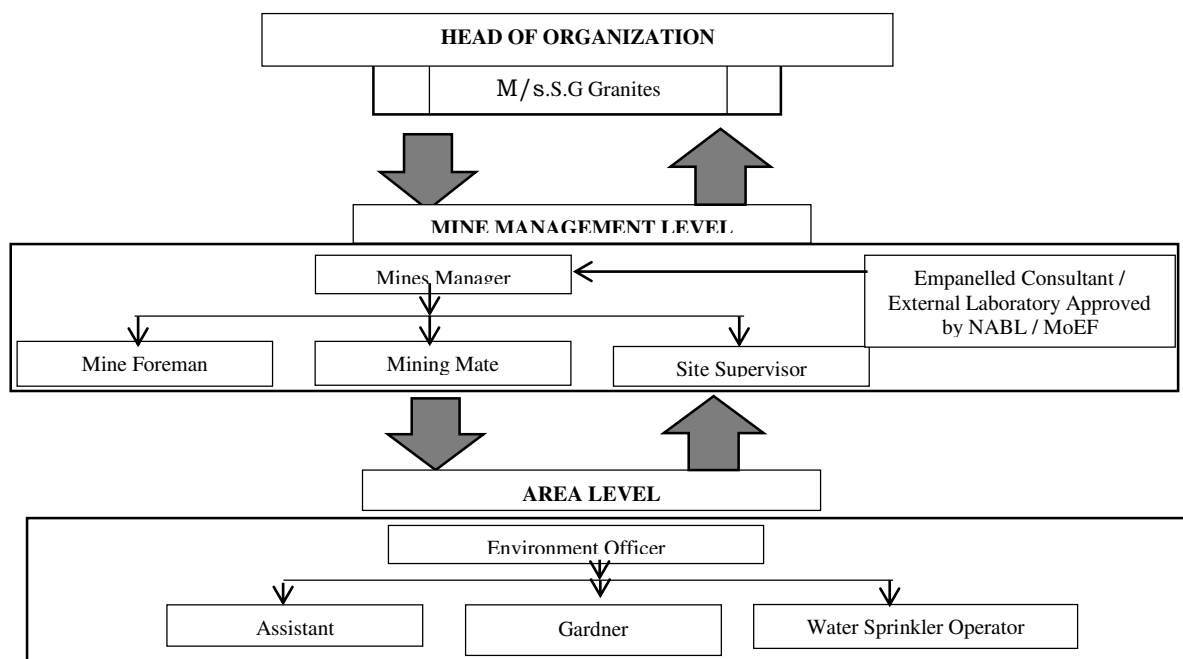 HEAD OF ORGANIZATION
M/s.S.G Granites
MINE MANAGEMENT LEVEL
Mines Manager
Empanelled Consultant /
External Laboratory Approved
by NABL / MoEF
Mine Foreman
Mining Mate
Site Supervisor
AREA LEVEL
Environment Officer
Assistant
Gardner
Water Sprinkler Operator